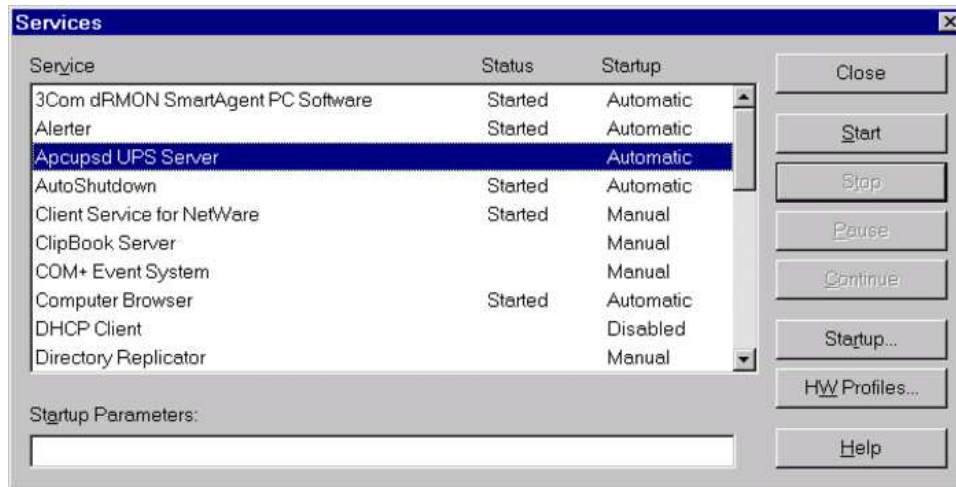 Services
Service Status Startup
3Com dRMON SmartAgent PC Software Started Automatic
Alerter Started Automatic
Apcupsd UPS Server Automatic
AutoShutdown Started Automatic
Client Service for NetWare Started Manual
ClipBook Server Manual
COM+ Event System Manual
Computer Browser Started Automatic
DHCP Client Disabled
Directory Replicator Manual
Startup Parameters:
Close
Start
Stop
Pause
Continue
Startup...
HW Profiles...
Help